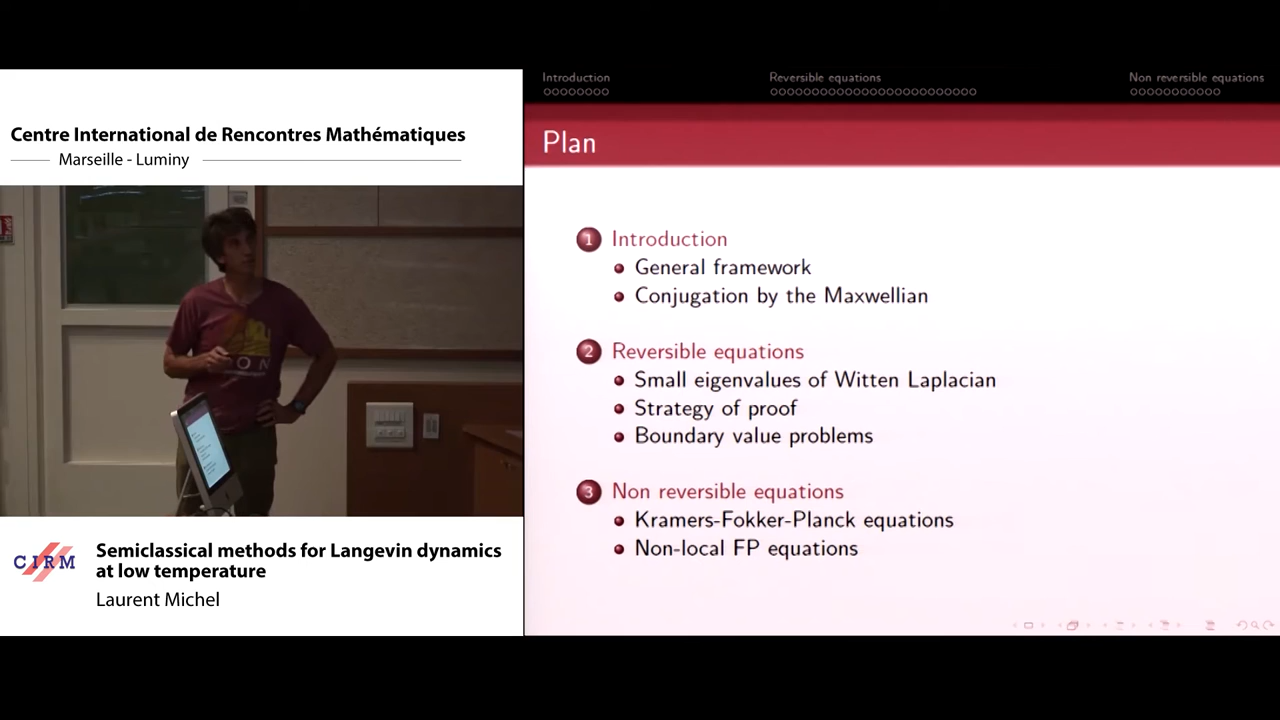 Centre International de Rencontres Mathématiques
Marseille - Luminy
CIRM
Semiclassical methods for Langevin dynamics
at low temperature
Laurent Michel
Introduction
Reversible equations
Non reversible equations
Plan
1 Introduction
General framework
Conjugation by the Maxwellian
2 Reversible equations
Small eigenvalues of Witten Laplacian
Strategy of proof
Boundary value problems
3 Non reversible equations
Kramers-Fokker-Planck equations
Non-local FP equations